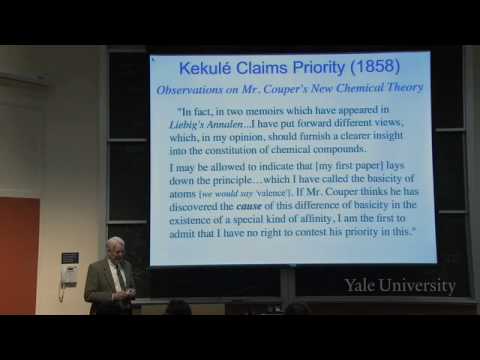 Kekulé Claims Priority (1858)
Observations on Mr. Couper's New Chemical Theory
"In fact, in two memoirs which have appeared in
Liebig's Annalen...I have put forward different views,
which, in my opinion, should furnish a clearer insight
into the constitution of chemical compounds.
I may be allowed to indicate that [my first paper] lays
down the principle...which I have called the basicity of
atoms [we would say 'valence']. If Mr. Couper thinks he has
discovered the cause of this difference of basicity in the
existence of a special kind of affinity, I am the first to
admit that I have no right to contest his priority in this."
Yale University